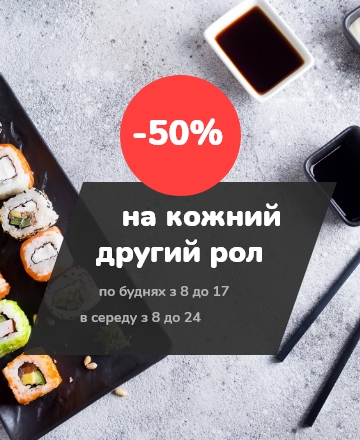 -50%
на кожний
другий рол
по буднях з 8 до 17
в середу з 8 до 24